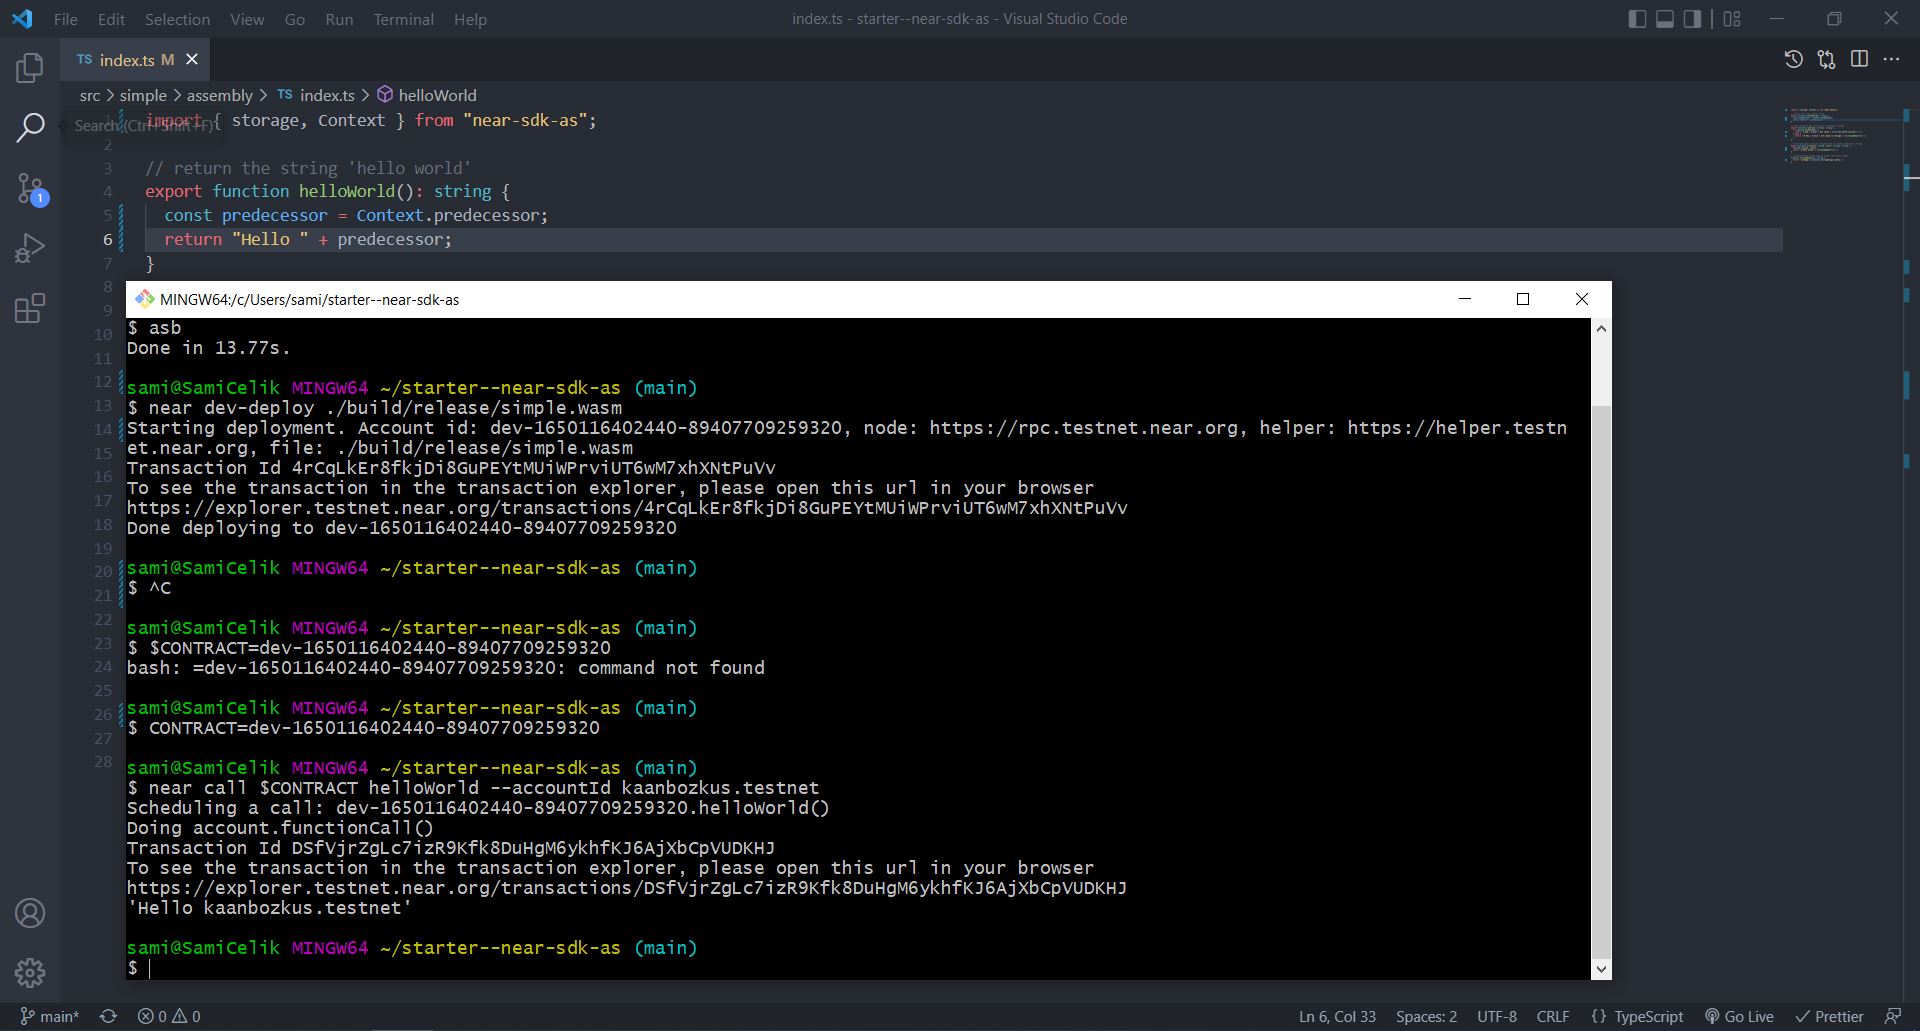 File Edit Selection View Go Run Terminal Help
index.ts - starter--near-sdk-as - Visual Studio Code
TS index.ts M
src > simple > assembly > TS index.ts > helloWorld
Search (Ctrl+Shift+F)
1 import { storage, Context } from "near-sdk-as";
2
3 // return the string 'hello world'
4 export function helloWorld(): string {
5 const predecessor = Context.predecessor;
6 return "Hello " + predecessor;
7 }
8
9
10
11
12
13
14
15
16
17
18
19
20
21
22
23
24
25
26
27
28
MINGW64:/c/Users/sami/starter--near-sdk-as
$ asb
Done in 13.77s.
sami@SamiCelik MINGW64 ~/starter--near-sdk-as (main)
$ near dev-deploy ./build/release/simple.wasm
Starting deployment. Account id: dev-1650116402440-89407709259320, node: https://rpc.testnet.near.org, helper: https://helper.testn
et.near.org, file: ./build/release/simple.wasm
Transaction Id 4rCqLkEr8fkjDi8GuPEYtMUiWPrviUT6wM7xhXNtPuVv
To see the transaction in the transaction explorer, please open this url in your browser
https://explorer.testnet.near.org/transactions/4rCqLkEr8fkjDi8GuPEYtMUiWPrviUT6wM7xhXNtPuVv
Done deploying to dev-1650116402440-89407709259320
sami@SamiCelik MINGW64 ~/starter--near-sdk-as (main)
$ ^C
sami@SamiCelik MINGW64 ~/starter--near-sdk-as (main)
$ $CONTRACT=dev-1650116402440-89407709259320
bash: =dev-1650116402440-89407709259320: command not found
sami@SamiCelik MINGW64 ~/starter--near-sdk-as (main)
$ CONTRACT=dev-1650116402440-89407709259320
sami@SamiCelik MINGW64 ~/starter--near-sdk-as (main)
$ near call $CONTRACT helloWorld --accountId kaanbozkus.testnet
Scheduling a call: dev-1650116402440-89407709259320.helloWorld()
Doing account.functionCall()
Transaction Id DSfVjrZgLc7izR9Kfk8DuHgM6ykhfKJ6AjXbCpVUDKHJ
To see the transaction in the transaction explorer, please open this url in your browser
https://explorer.testnet.near.org/transactions/DSfVjrZgLc7izR9Kfk8DuHgM6ykhfKJ6AjXbCpVUDKHJ
'Hello kaanbozkus.testnet'
sami@SamiCelik MINGW64 ~/starter--near-sdk-as (main)
$
1
main* 0 0
Ln 6, Col 33 Spaces: 2 UTF-8 CRLF {} TypeScript Go Live Prettier